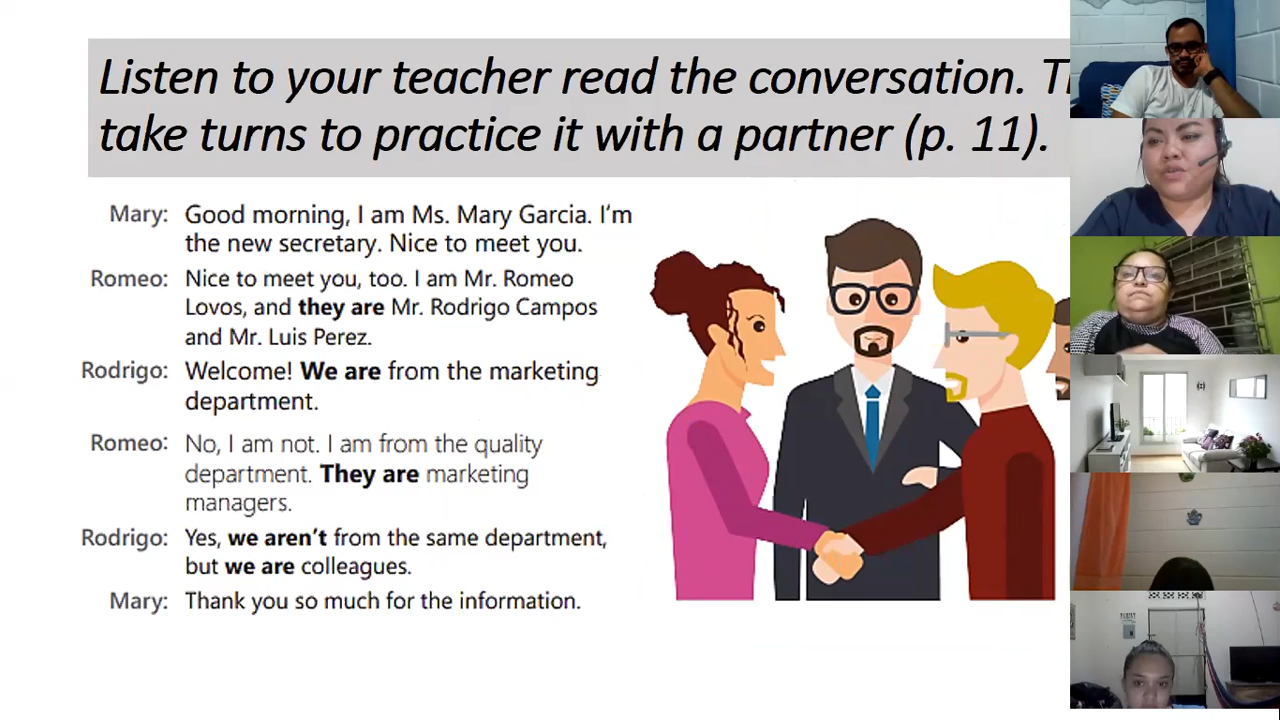 Listen to your teacher read the conversation.
take turns to practice it with a partner (p. 11).
Mary: Good morning, I am Ms. Mary Garcia. I'm
the new secretary. Nice to meet you.
Romeo: Nice to meet you, too. I am Mr. Romeo
Lovos, and they are Mr. Rodrigo Campos
and Mr. Luis Perez.
Rodrigo: Welcome! We are from the marketing
department.
Romeo: No, I am not. I am from the quality
department. They are marketing
managers.
Rodrigo: Yes, we aren't from the same department,
but we are colleagues.
Mary: Thank you so much for the information.